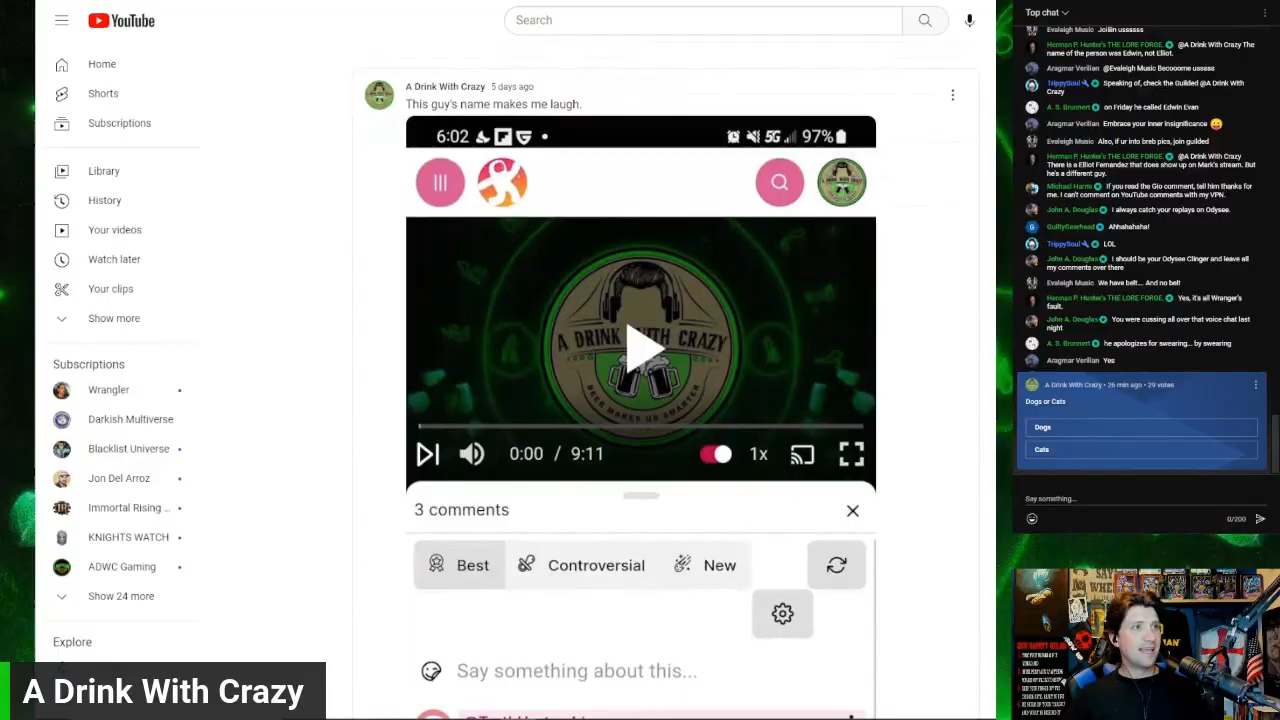 YouTube
Search
Home
Shorts
Subscriptions
Library
History
Your videos
Watch later
Your clips
Show more
Subscriptions
Wrangler
Darkish Multiverse
Blacklist Universe
Jon Del Arroz
Immortal Rising ...
KNIGHTS WATCH
ADWC Gaming
Show 24 more
Explore
A Drink With Crazy
A Drink With Crazy 5 days ago
This guy's name makes me laugh.
6:02
5G 97%
A DRINK WITH CRAZY
BEER MAKES US SMARTER
0:00 / 9:11
1x
3 comments
Best Controversial New
Say something about this...
Top chat
Evaleigh Music Joiiiin ussssss
Herman P. Hunter's THE LORE FORGE. @A Drink With Crazy The
name of the person was Edwin, not Elliot.
Aragmar Verilian @Evaleigh Music Becooome ussss
TrippySoul Speaking of, check the Guilded @A Drink With
Crazy
A. S. Brunnert on Friday he called Edwin Evan
Aragmar Verilian Embrace your inner insignificance 😛
Evaleigh Music Also, if ur into breb pics, join guilded
Herman P. Hunter's THE LORE FORGE. @A Drink With Crazy
There is a Elliot Fernandez that does show up on Mark's stream. But
he's a different guy.
Michael Harris If you read the Gio comment, tell him thanks for
me. I can't comment on YouTube comments with my VPN.
John A. Douglas I always catch your replays on Odysee.
GuiltyGearhead Ahhahahaha!
TrippySoul LOL
John A. Douglas I should be your Odysee Clinger and leave all
my comments over there
Evaleigh Music We have belt... And no belt
Herman P. Hunter's THE LORE FORGE. Yes, it's all Wranger's
fault.
John A. Douglas You were cussing all over that voice chat last
night
A. S. Brunnert he apologizes for swearing... by swearing
Aragmar Verilian Yes
A Drink With Crazy • 26 min ago • 29 votes
Dogs or Cats
Dogs
Cats
Say something...
0/200